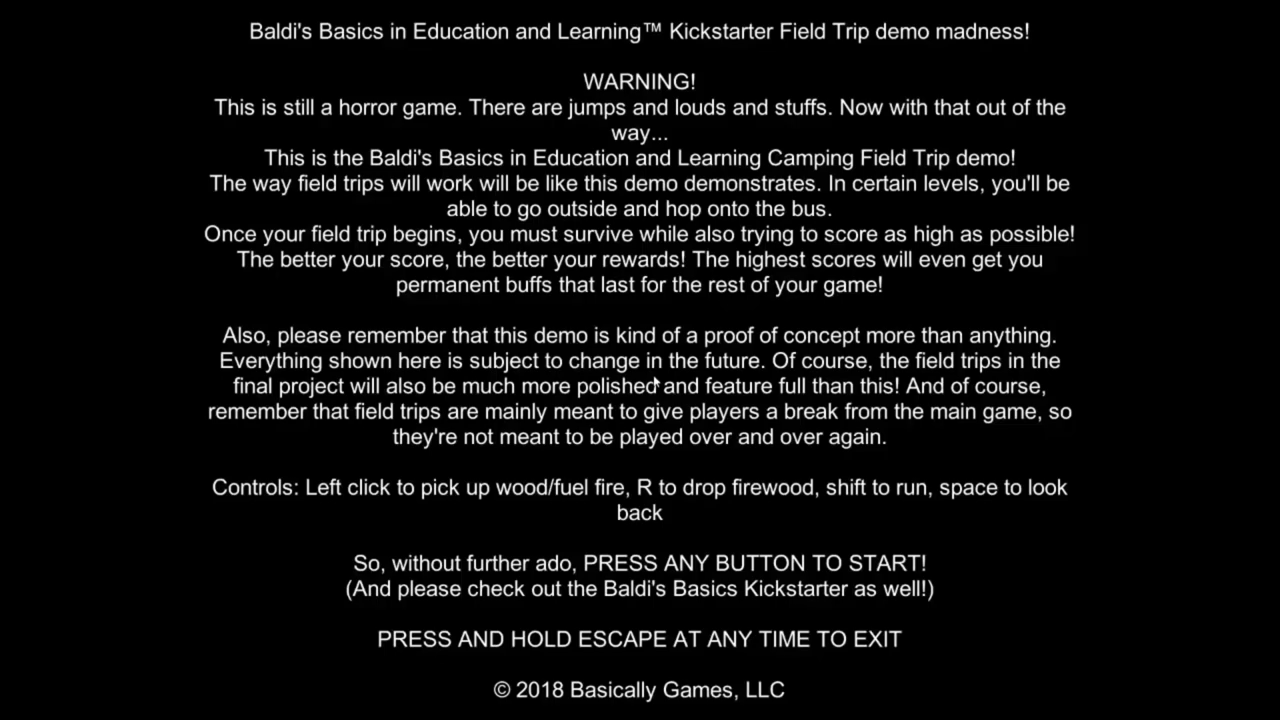 Baldi's Basics in Education and Learning™ Kickstarter Field Trip demo madness!
WARNING!
This is still a horror game. There are jumps and louds and stuffs. Now with that out of the
way...
This is the Baldi's Basics in Education and Learning Camping Field Trip demo!
The way field trips will work will be like this demo demonstrates. In certain levels, you'll be
able to go outside and hop onto the bus.
Once your field trip begins, you must survive while also trying to score as high as possible!
The better your score, the better your rewards! The highest scores will even get you
permanent buffs that last for the rest of your game!
Also, please remember that this demo is kind of a proof of concept more than anything.
Everything shown here is subject to change in the future. Of course, the field trips in the
final project will also be much more polished and feature full than this! And of course,
remember that field trips are mainly meant to give players a break from the main game, so
they're not meant to be played over and over again.
Controls: Left click to pick up wood/fuel fire, R to drop firewood, shift to run, space to look
back
So, without further ado, PRESS ANY BUTTON TO START!
(And please check out the Baldi's Basics Kickstarter as well!)
PRESS AND HOLD ESCAPE AT ANY TIME TO EXIT
© 2018 Basically Games, LLC